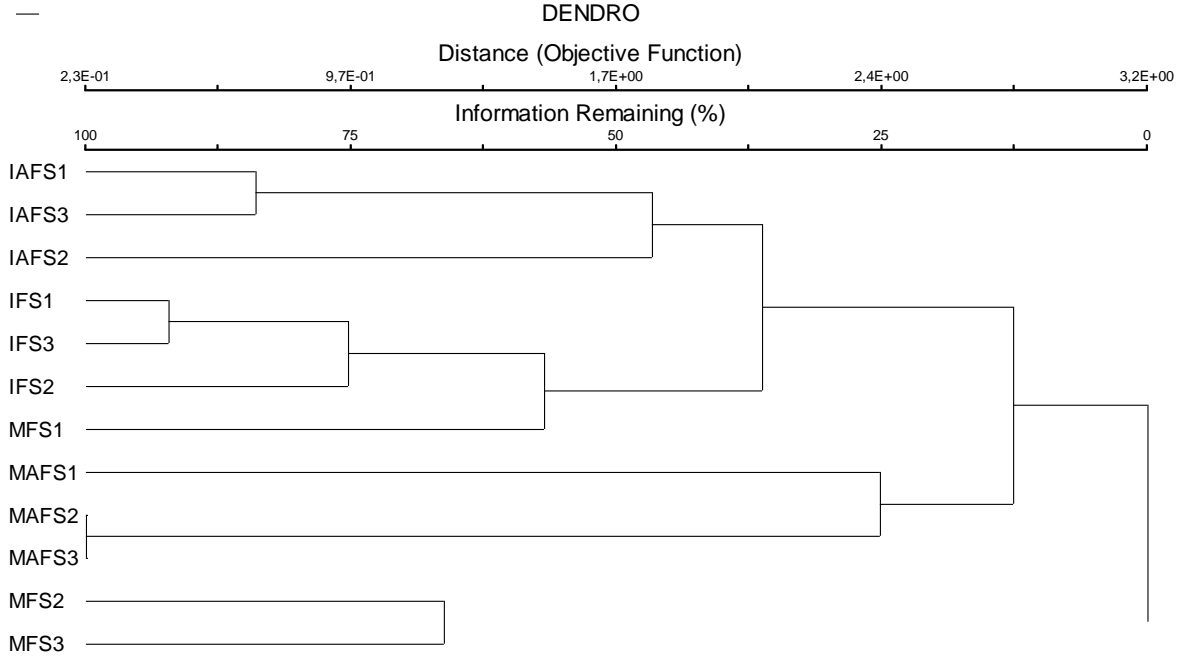 DENDRO
Distance (Objective Function)
2,3E-01 9,7E-01 1,7E+00 2,4E+00 3,2E+00
Information Remaining (%)
100 75 50 25 0
IAFS1
IAFS3
IAFS2
IFS1
IFS3
IFS2
MFS1
MAFS1
MAFS2
MAFS3
MFS2
MFS3